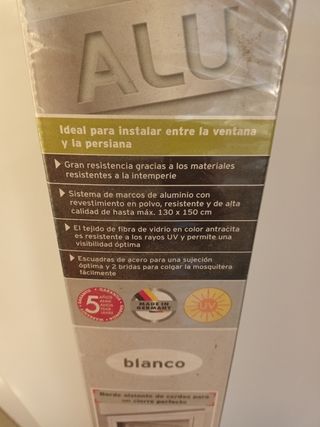 ALU
Ideal para instalar entre la ventana
y la persiana
Gran resistencia gracias a los materiales
resistentes a la intemperie
Sistema de marcos de aluminio con
revestimiento en polvo, resistente y de alta
calidad de hasta máx. 130 x 150 cm
El tejido de fibra de vidrio en color antracita
es resistente a los rayos UV y permite una
visibilidad óptima
Escuadras de acero para una sujeción
óptima y 2 bridas para colgar la mosquitera
fácilmente
5
AÑOS
MADE IN
GERMANY
UV
blanco
Borde aislante de cerdas para
un cierre perfecto